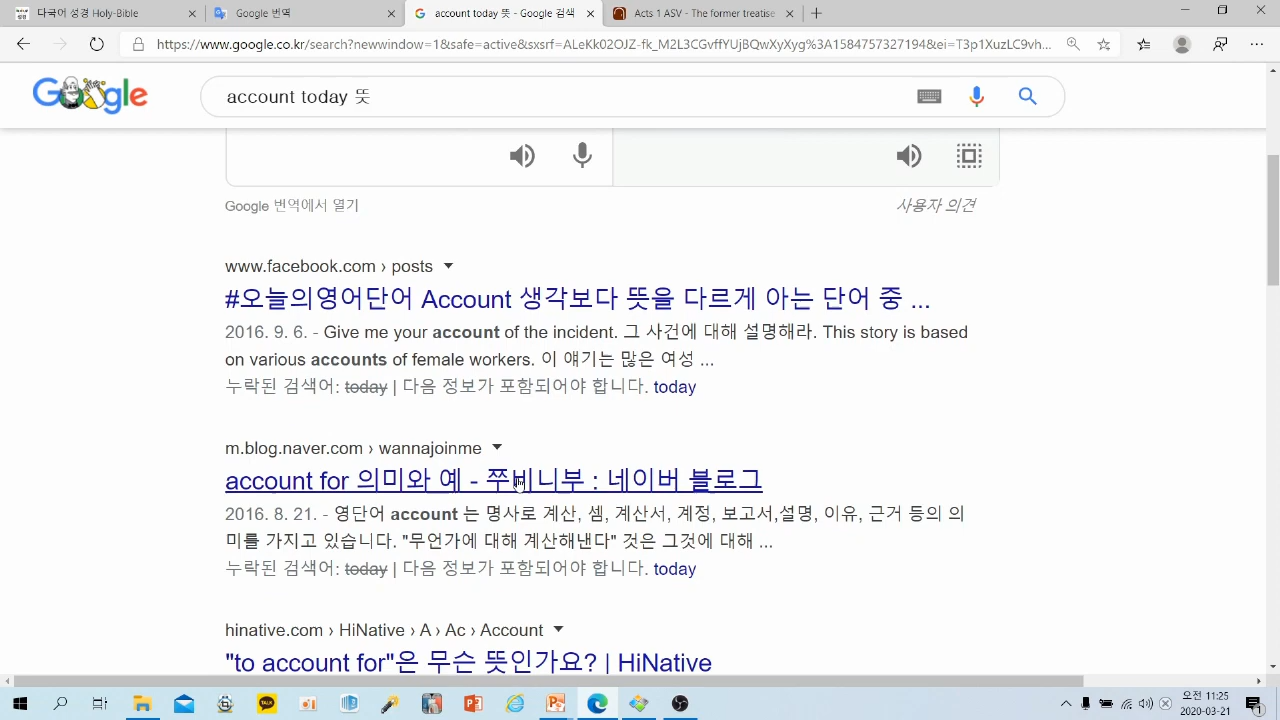 다국어 성경 Holy-Bible
Google 번역
account today 뜻 - Google 검색
Acts 1 ASV - The former treatise
https://www.google.co.kr/search?newwindow=1&safe=active&sxsrf=ALeKk02OJZ-fk_M2L3CGvffYUjBQwXyXyg%3A1584757327194&ei=T3p1XuzLC9vh...
Google
account today 뜻
Google 번역에서 열기
사용자 의견
www.facebook.com › posts
#오늘의영어단어 Account 생각보다 뜻을 다르게 아는 단어 중 ...
2016. 9. 6. - Give me your account of the incident. 그 사건에 대해 설명해라. This story is based
on various accounts of female workers. 이 얘기는 많은 여성 ...
누락된 검색어: today | 다음 정보가 포함되어야 합니다. today
m.blog.naver.com › wannajoinme
account for 의미와 예 - 쭈비니부 : 네이버 블로그
2016. 8. 21. - 영단어 account 는 명사로 계산, 셈, 계산서, 계정, 보고서,설명, 이유, 근거 등의 의
미를 가지고 있습니다. "무언가에 대해 계산해낸다" 것은 그것에 대해 ...
누락된 검색어: today | 다음 정보가 포함되어야 합니다. today
hinative.com › HiNative › A › Ac › Account
"to account for"은 무슨 뜻인가요? | HiNative
오전 11:25
2020-03-21